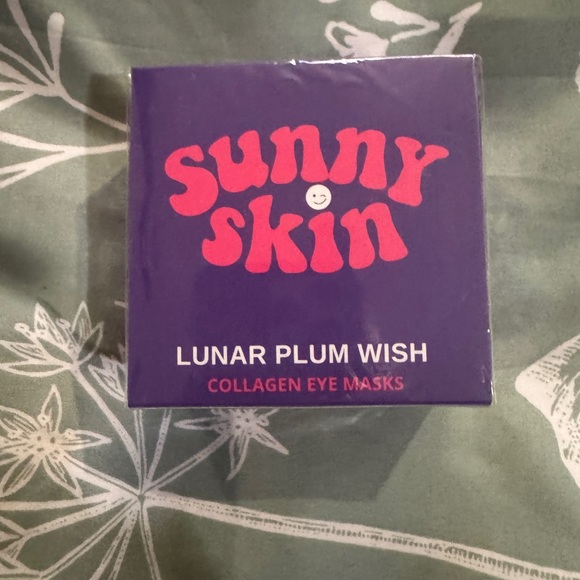 sunny
skin
LUNAR PLUM WISH
COLLAGEN EYE MASKS